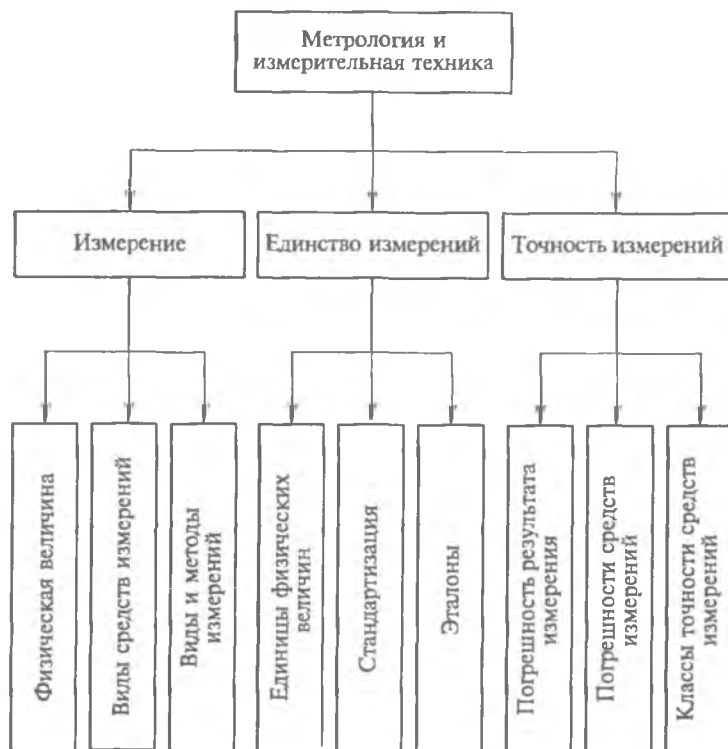 Метрология и
измерительная техника
Измерение
Единство измерений
Точность измерений
Физическая величина
Виды средств измерений
Виды и методы
измерений
Единицы физических
величин
Стандартизация
Эталоны
Погрешность результата
измерения
Погрешности средств
измерений
Классы точности средств
измерений